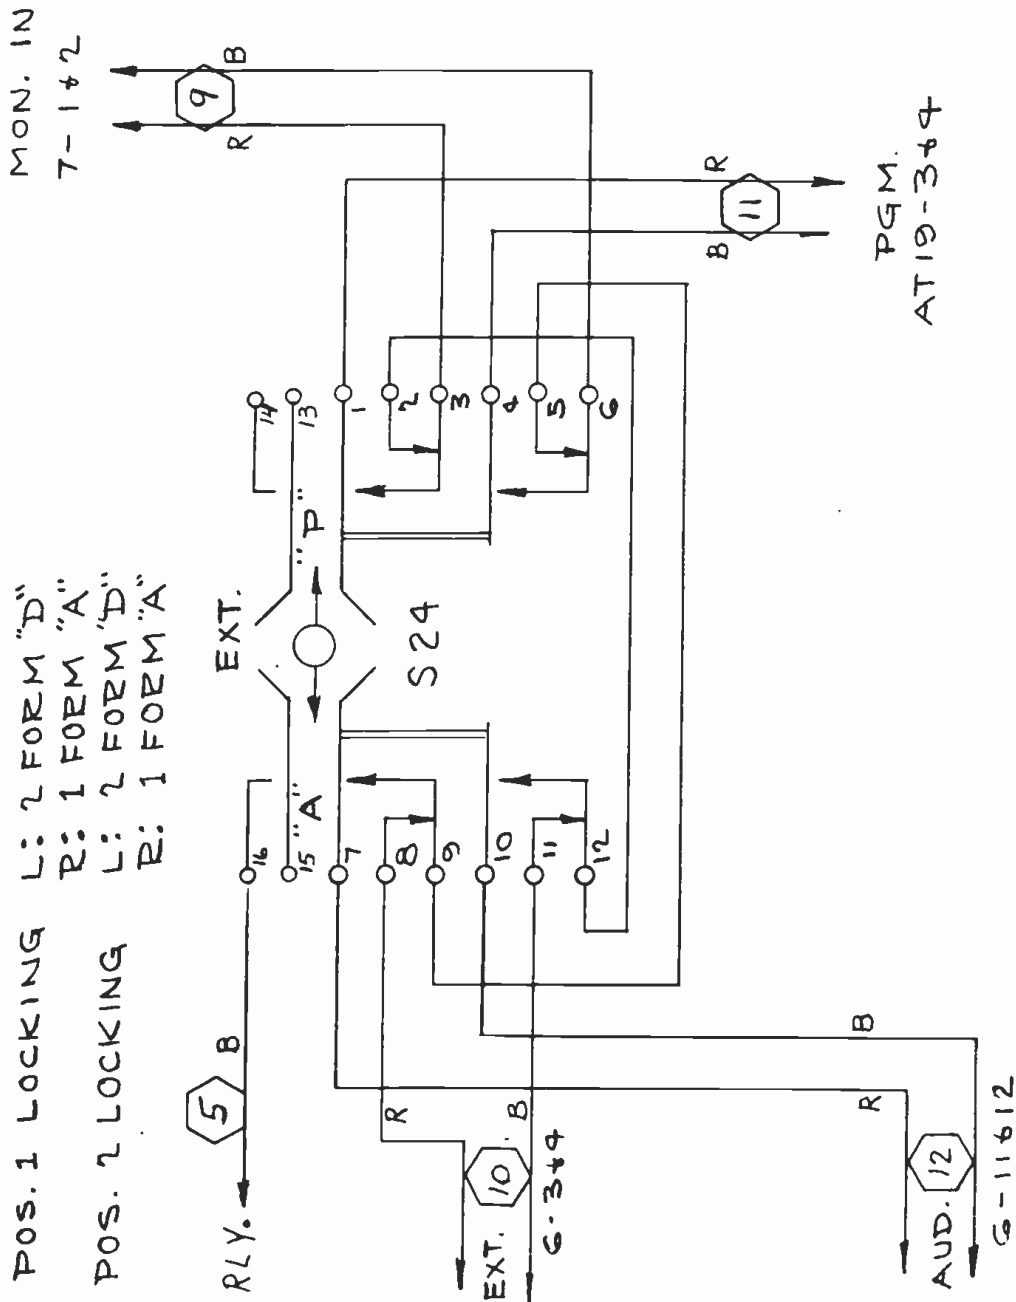 POS. 1 LOCKING L: 2 FORM "D"
R: 1 FORM "A"
POS. 2 LOCKING L: 2 FORM "D"
R: 1 FORM "A"
MON. IN
7-1&2
9
B
R
RLY.
5
B
EXT.
"A"
"P"
S24
16
15
7
8
9
10
11
12
14
13
1
2
3
4
5
6
R
B
11
PGM.
AT19-3&4
R
B
10
EXT.
6-3&4
R
B
12
AUD.
6-11&12